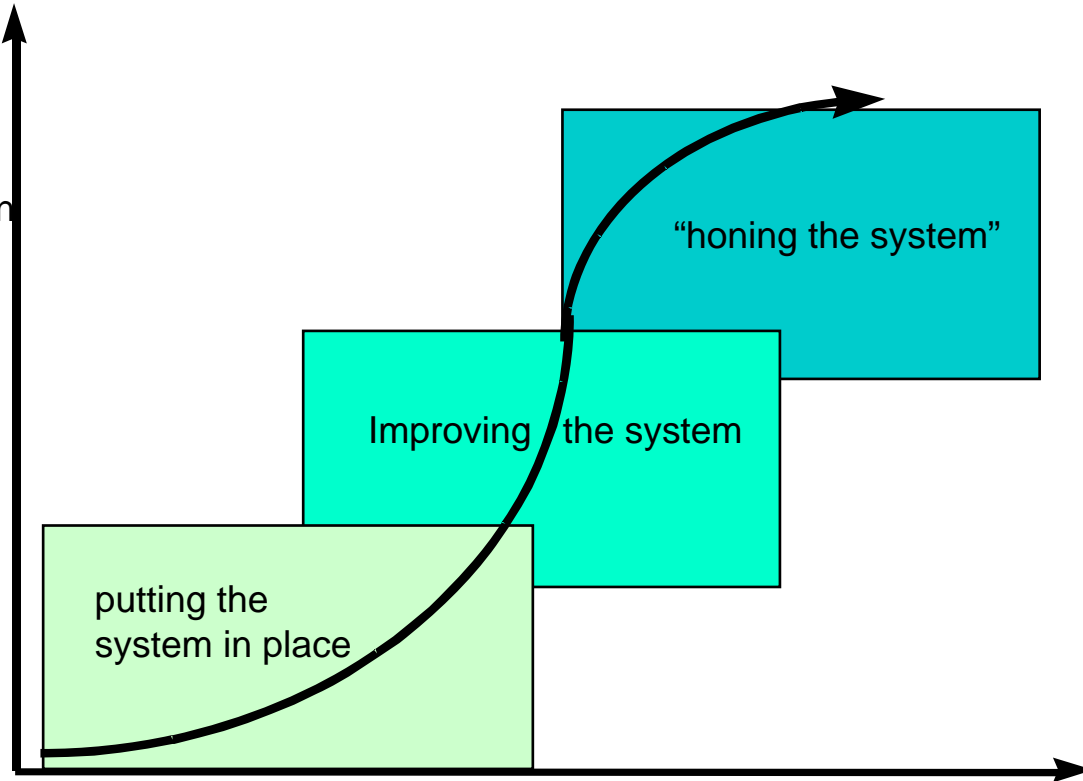 “honing the system”
Improving the system
putting the
system in place